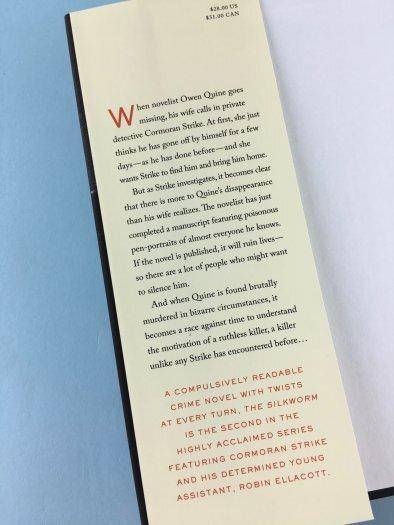 $28.00 US
$31.00 CAN
When novelist Owen Quine goes
missing, his wife calls in private
detective Cormoran Strike. At first, she just
thinks he has gone off by himself for a few
days—as he has done before—and she
wants Strike to find him and bring him home.
But as Strike investigates, it becomes clear
that there is more to Quine's disappearance
than his wife realizes. The novelist has just
completed a manuscript featuring poisonous
pen-portraits of almost everyone he knows.
If the novel is published, it will ruin lives—
so there are a lot of people who might want
to silence him.
And when Quine is found brutally
murdered in bizarre circumstances, it
becomes a race against time to understand
the motivation of a ruthless killer, a killer
unlike any Strike has encountered before…
A COMPULSIVELY READABLE
CRIME NOVEL WITH TWISTS
AT EVERY TURN, THE SILKWORM
IS THE SECOND IN THE
HIGHLY ACCLAIMED SERIES
FEATURING CORMORAN STRIKE
AND HIS DETERMINED YOUNG
ASSISTANT, ROBIN ELLACOTT.